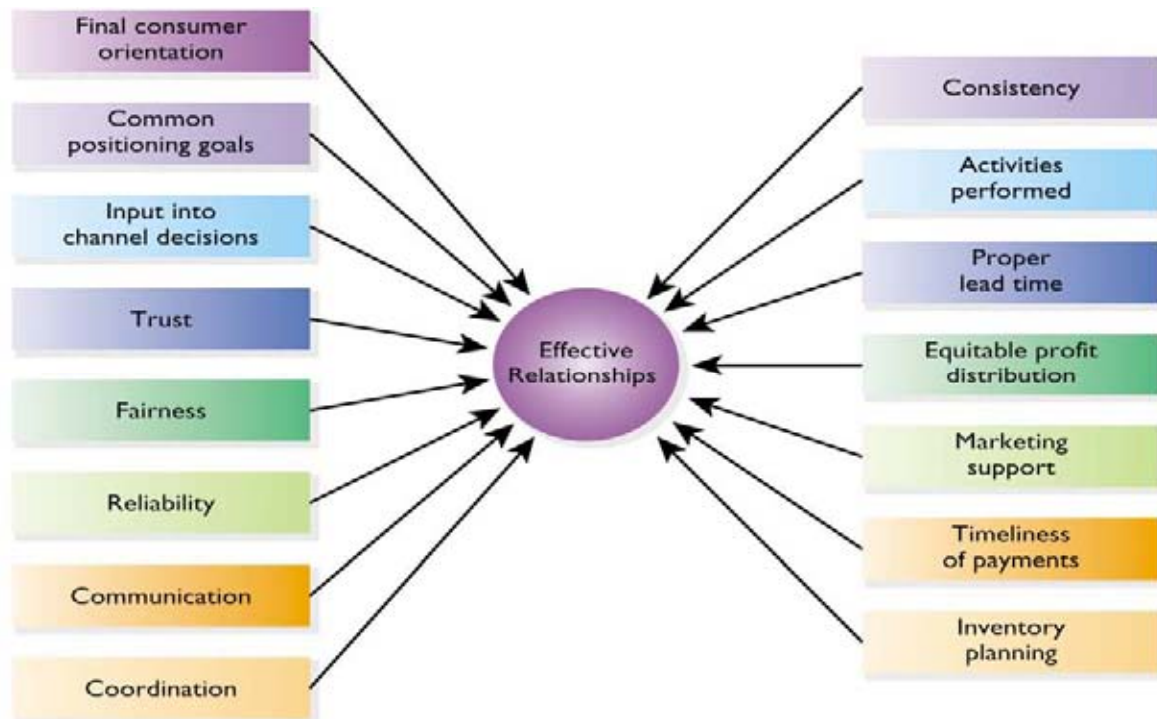 Final consumer
orientation
Common
positioning goals
Input into
channel decisions
Trust
Fairness
Reliability
Communication
Coordination
Effective
Relationships
Consistency
Activities
performed
Proper
lead time
Equitable profit
distribution
Marketing
support
Timeliness
of payments
Inventory
planning